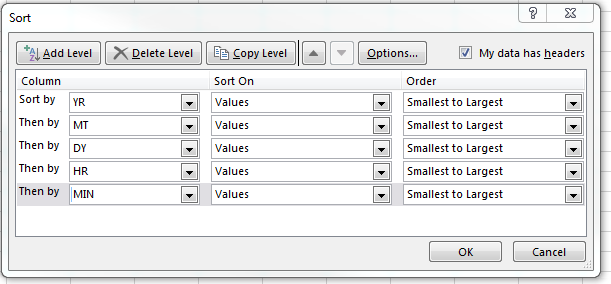 Sort
? X
Add Level Delete Level Copy Level Options... My data has headers
Column Sort On Order
Sort by YR Values Smallest to Largest
Then by MT Values Smallest to Largest
Then by DY Values Smallest to Largest
Then by HR Values Smallest to Largest
Then by MIN Values Smallest to Largest
OK Cancel